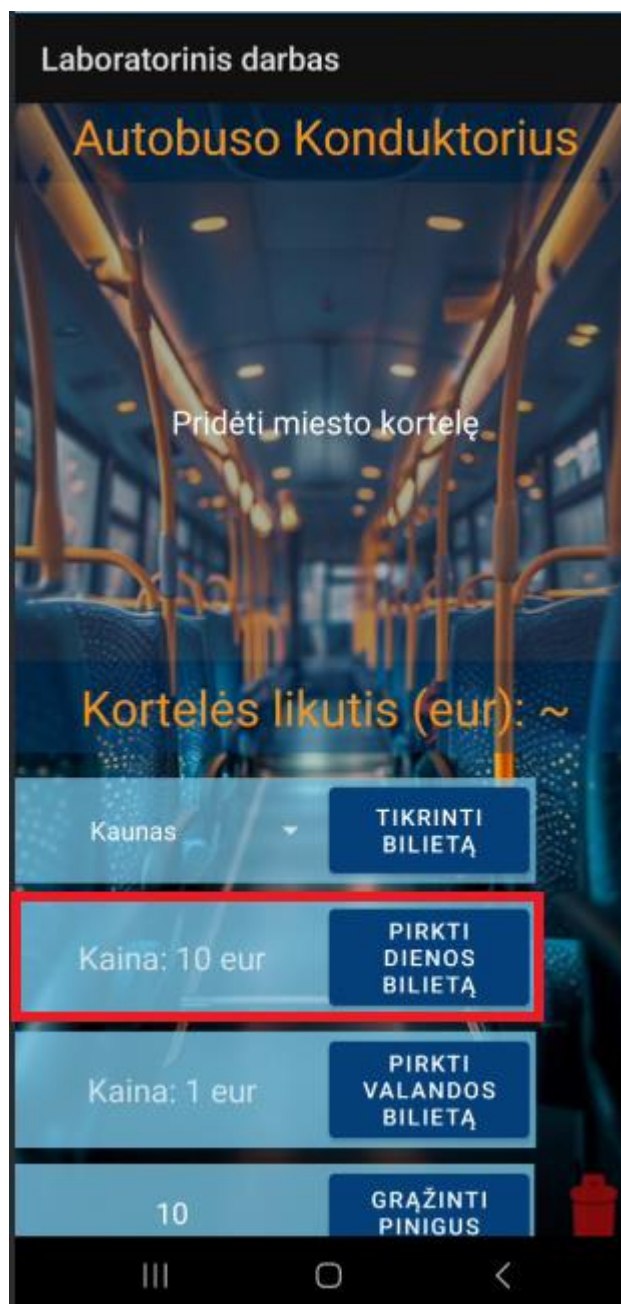 Laboratorinis darbas
Autobuso Konduktorius
Pridėti miesto kortelę
Kortelės likutis (eur): ~
Kaunas
TIKRINTI
BILIETĄ
Kaina: 10 eur
PIRKTI
DIENOS
BILIETĄ
Kaina: 1 eur
PIRKTI
VALANDOS
BILIETĄ
10
GRĄŽINTI
PINIGUS